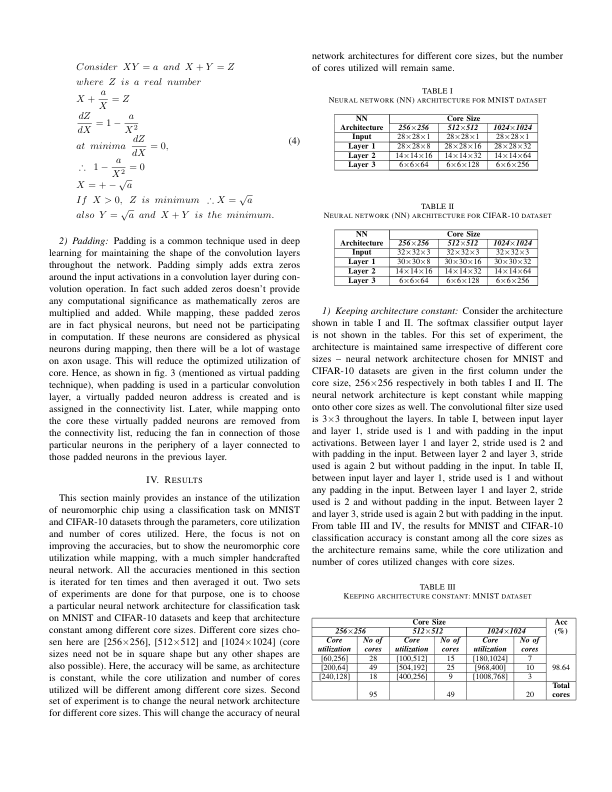 Consider XY = a and X + Y = Z
where Z is a real number
X + a/X = Z
dZ/dX = 1 − a/X²
at minima dZ/dX = 0, (4)
∴ 1 − a/X² = 0
X = + − √a
If X > 0, Z is minimum ∴ X = √a
also Y = √a and X + Y is the minimum.
2) Padding: Padding is a common technique used in deep
learning for maintaining the shape of the convolution layers
throughout the network. Padding simply adds extra zeros
around the input activations in a convolution layer during con-
volution operation. In fact such added zeros doesn't provide
any computational significance as mathematically zeros are
multiplied and added. While mapping, these padded zeros
are in fact physical neurons, but need not be participating
in computation. If these neurons are considered as physical
neurons during mapping, then there will be a lot of wastage
on axon usage. This will reduce the optimized utilization of
core. Hence, as shown in fig. 3 (mentioned as virtual padding
technique), when padding is used in a particular convolution
layer, a virtually padded neuron address is created and is
assigned in the connectivity list. Later, while mapping onto
the core these virtually padded neurons are removed from
the connectivity list, reducing the fan in connection of those
particular neurons in the periphery of a layer connected to
those padded neurons in the previous layer.
IV. RESULTS
This section mainly provides an instance of the utilization
of neuromorphic chip using a classification task on MNIST
and CIFAR-10 datasets through the parameters, core utilization
and number of cores utilized. Here, the focus is not on
improving the accuracies, but to show the neuromorphic core
utilization while mapping, with a much simpler handcrafted
neural network. All the accuracies mentioned in this section
is iterated for ten times and then averaged it out. Two sets
of experiments are done for that purpose, one is to choose
a particular neural network architecture for classification task
on MNIST and CIFAR-10 datasets and keep that architecture
constant among different core sizes. Different core sizes cho-
sen here are [256×256], [512×512] and [1024×1024] (core
sizes need not be in square shape but any other shapes are
also possible). Here, the accuracy will be same, as architecture
is constant, while the core utilization and number of cores
utilized will be different among different core sizes. Second
set of experiment is to change the neural network architecture
for different core sizes. This will change the accuracy of neural
network architectures for different core sizes, but the number
of cores utilized will remain same.
TABLE I
NEURAL NETWORK (NN) ARCHITECTURE FOR MNIST DATASET
NN Core Size
Architecture 256×256 512×512 1024×1024
Input 28×28×1 28×28×1 28×28×1
Layer 1 28×28×8 28×28×16 28×28×32
Layer 2 14×14×16 14×14×32 14×14×64
Layer 3 6×6×64 6×6×128 6×6×256
TABLE II
NEURAL NETWORK (NN) ARCHITECTURE FOR CIFAR-10 DATASET
NN Core Size
Architecture 256×256 512×512 1024×1024
Input 32×32×3 32×32×3 32×32×3
Layer 1 30×30×8 30×30×16 30×30×32
Layer 2 14×14×16 14×14×32 14×14×64
Layer 3 6×6×64 6×6×128 6×6×256
1) Keeping architecture constant: Consider the architecture
shown in table I and II. The softmax classifier output layer
is not shown in the tables. For this set of experiment, the
architecture is maintained same irrespective of different core
sizes – neural network architecture chosen for MNIST and
CIFAR-10 datasets are given in the first column under the
core size, 256×256 respectively in both tables I and II. The
neural network architecture is kept constant while mapping
onto other core sizes as well. The convolutional filter size used
is 3×3 throughout the layers. In table I, between input layer
and layer 1, stride used is 1 and with padding in the input
activations. Between layer 1 and layer 2, stride used is 2 and
with padding in the input. Between layer 2 and layer 3, stride
used is again 2 but without padding in the input. In table II,
between input layer and layer 1, stride used is 1 and without
any padding in the input. Between layer 1 and layer 2, stride
used is 2 and without padding in the input. Between layer 2
and layer 3, stride used is again 2 but with padding in the input.
From table III and IV, the results for MNIST and CIFAR-10
classification accuracy is constant among all the core sizes as
the architecture remains same, while the core utilization and
number of cores utilized changes with core sizes.
TABLE III
KEEPING ARCHITECTURE CONSTANT: MNIST DATASET
Core Size Acc
256×256 512×512 1024×1024 (%)
Core No of Core No of Core No of
utilization cores utilization cores utilization cores
[60,256] 28 [100,512] 15 [180,1024] 7
[200,64] 49 [504,192] 25 [968,400] 10 98.64
[240,128] 18 [400,256] 9 [1008,768] 3
Total
95 49 20 cores